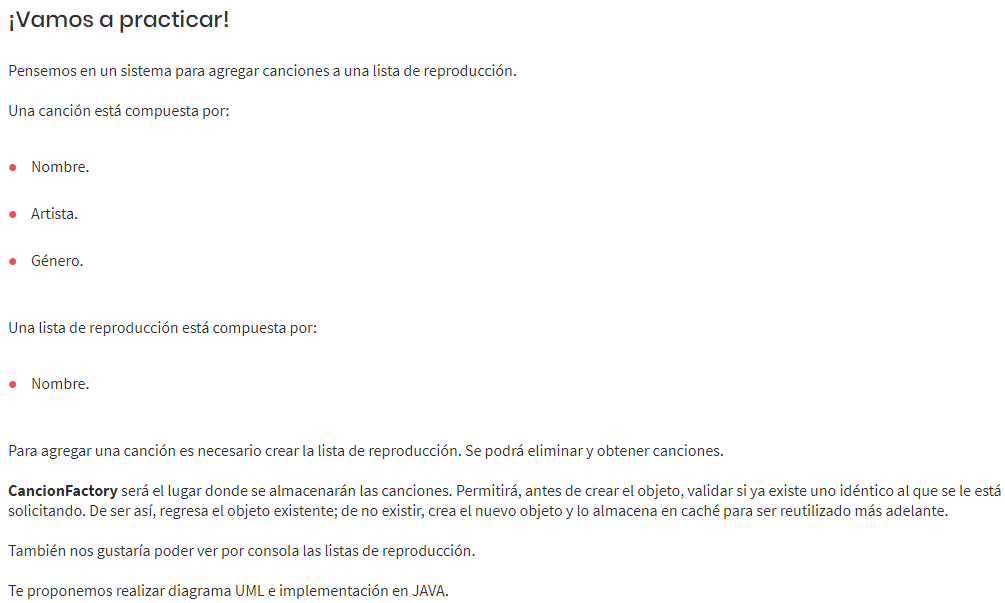 ¡Vamos a practicar!
Pensemos en un sistema para agregar canciones a una lista de reproducción.
Una canción está compuesta por:
Nombre.
Artista.
Género.
Una lista de reproducción está compuesta por:
Nombre.
Para agregar una canción es necesario crear la lista de reproducción. Se podrá eliminar y obtener canciones.
CancionFactory será el lugar donde se almacenarán las canciones. Permitirá, antes de crear el objeto, validar si ya existe uno idéntico al que se le está
solicitando. De ser así, regresa el objeto existente; de no existir, crea el nuevo objeto y lo almacena en caché para ser reutilizado más adelante.
También nos gustaría poder ver por consola las listas de reproducción.
Te proponemos realizar diagrama UML e implementación en JAVA.